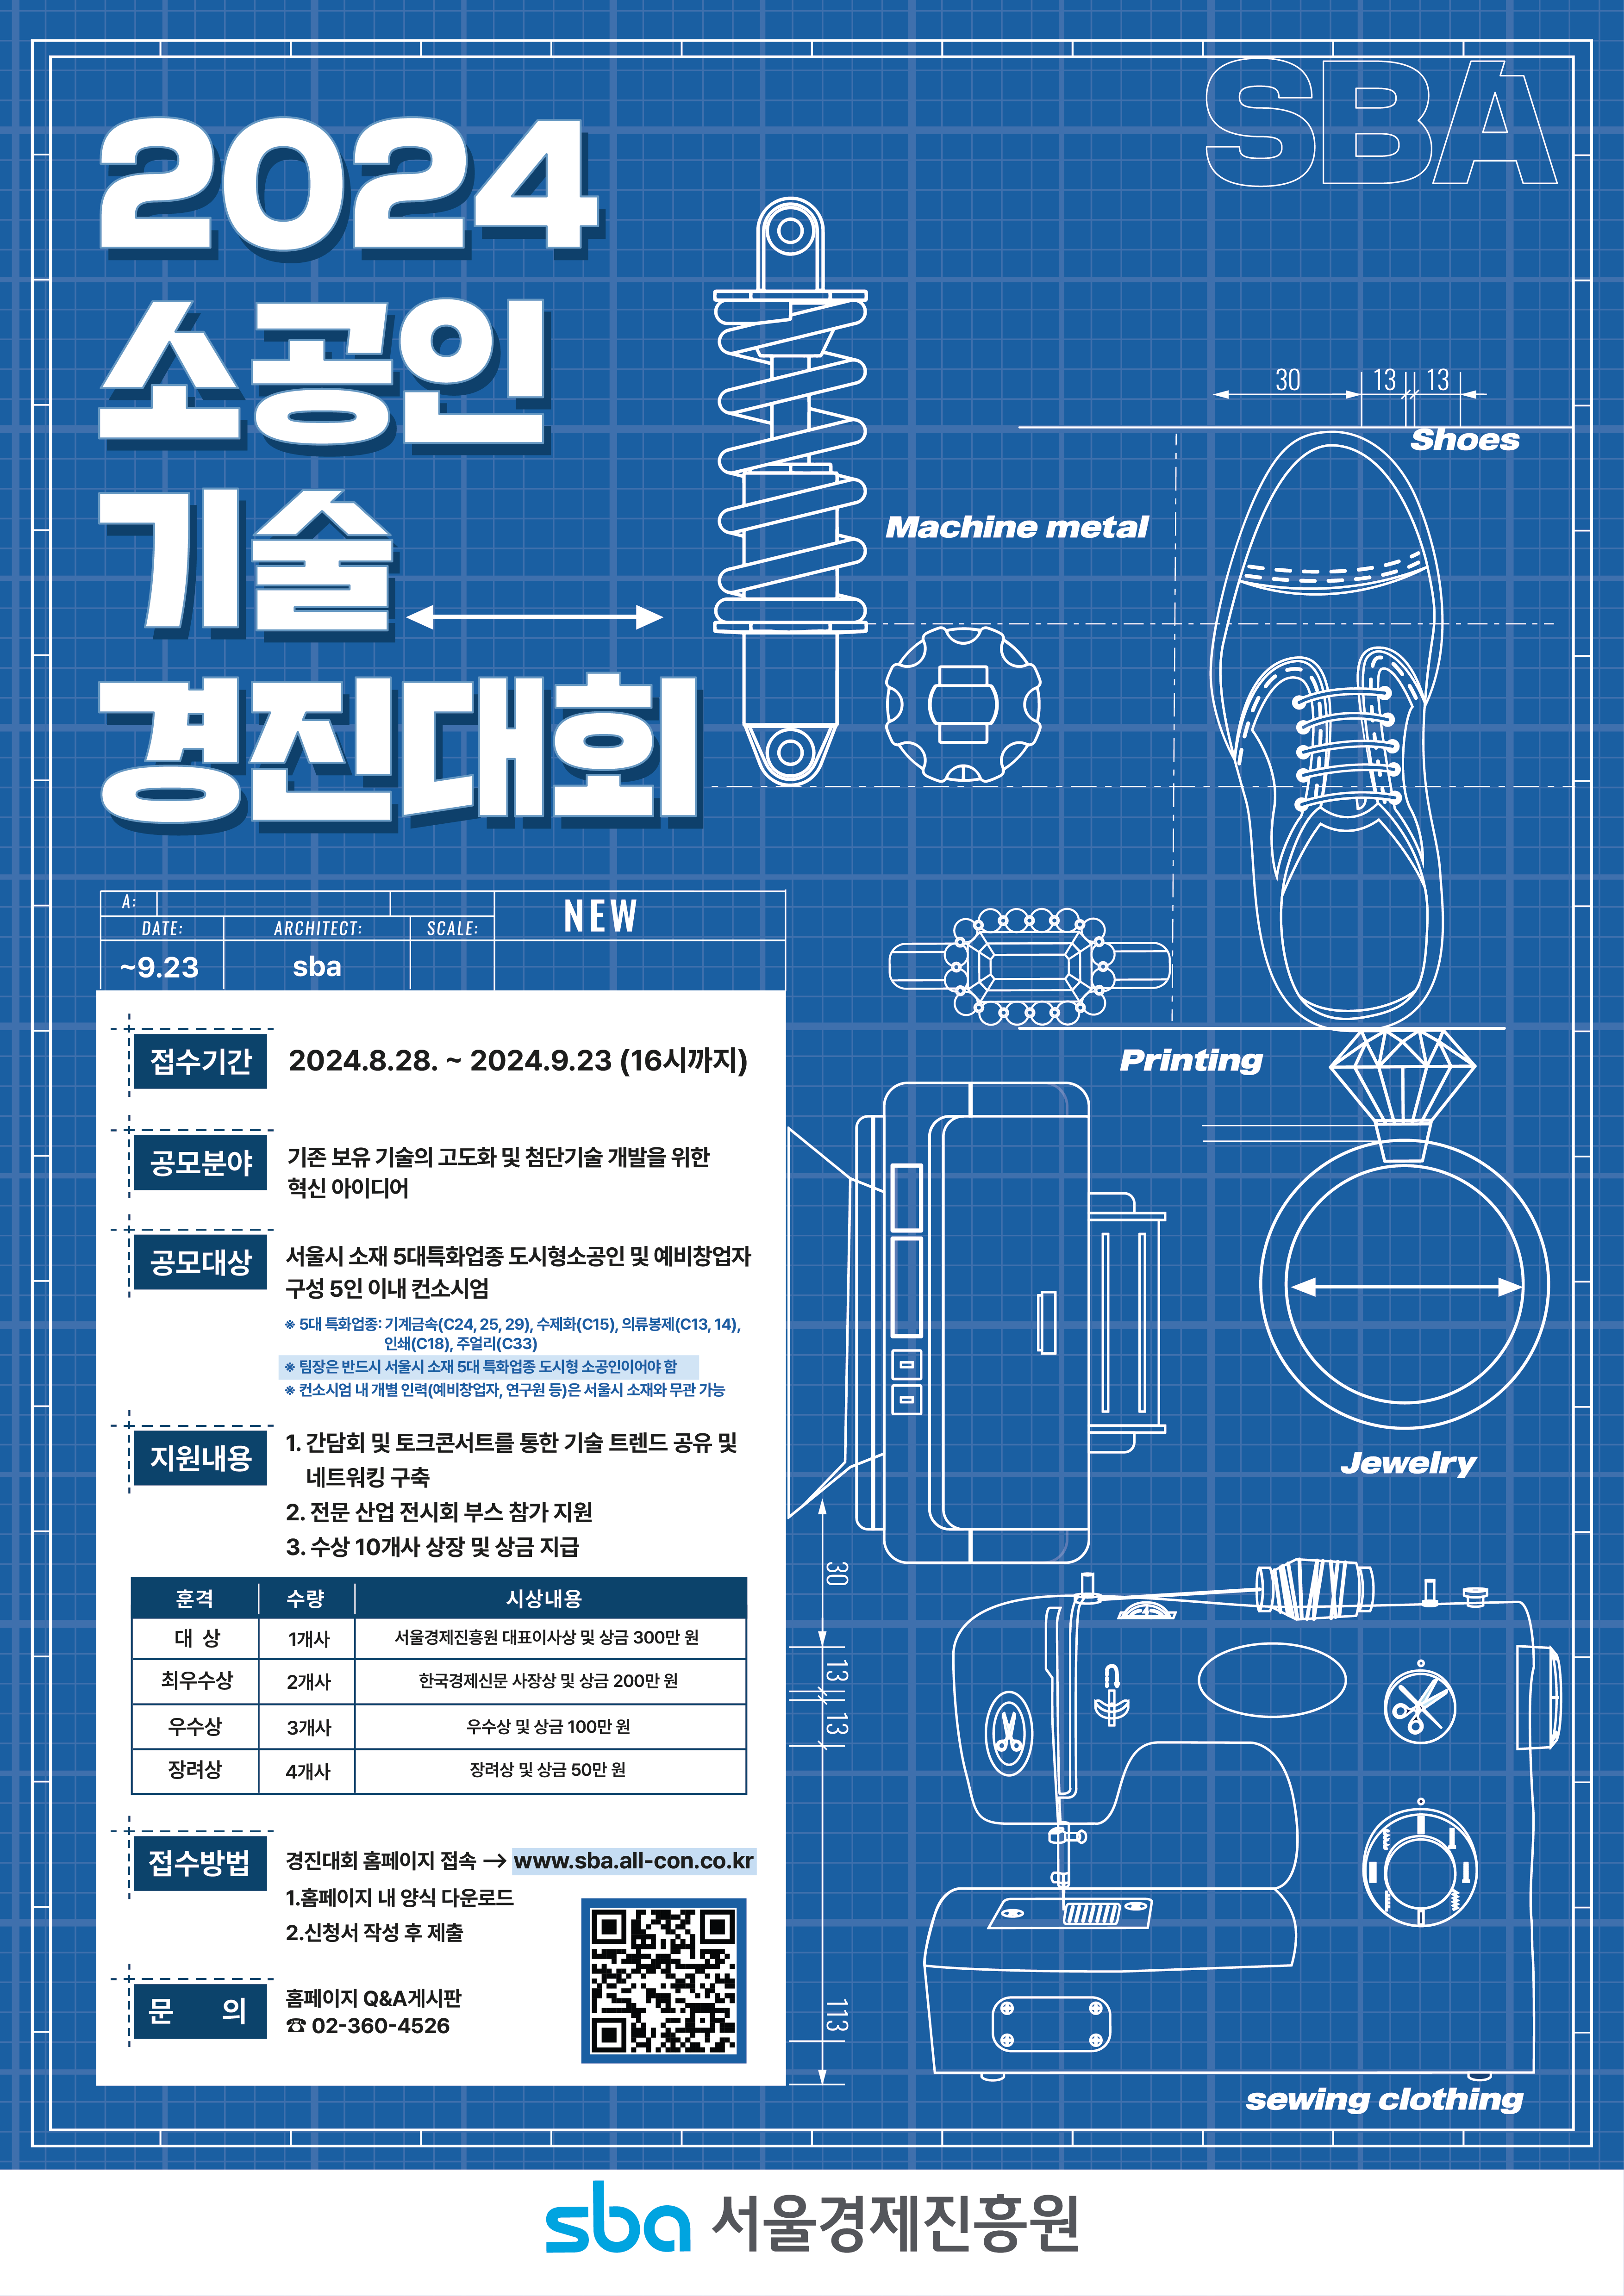 SBA
2024
소공인
기술
경진대회
30 13 13
Shoes
Machine metal
A:
DATE: ARCHITECT: SCALE: NEW
~9.23 sba
접수기간 2024.8.28. ~ 2024.9.23 (16시까지)
공모분야 기존 보유 기술의 고도화 및 첨단기술 개발을 위한
혁신 아이디어
공모대상 서울시 소재 5대특화업종 도시형소공인 및 예비창업자
구성 5인 이내 컨소시엄
※ 5대 특화업종: 기계금속(C24, 25, 29), 수제화(C15), 의류봉제(C13, 14),
인쇄(C18), 주얼리(C33)
※ 팀장은 반드시 서울시 소재 5대 특화업종 도시형 소공인이어야 함
※ 컨소시엄 내 개별 인력(예비창업자, 연구원 등)은 서울시 소재와 무관 가능
지원내용 1. 간담회 및 토크콘서트를 통한 기술 트렌드 공유 및
네트워킹 구축
2. 전문 산업 전시회 부스 참가 지원
3. 수상 10개사 상장 및 상금 지급
훈격 수량 시상내용
대 상 1개사 서울경제진흥원 대표이사상 및 상금 300만 원
최우수상 2개사 한국경제신문 사장상 및 상금 200만 원
우수상 3개사 우수상 및 상금 100만 원
장려상 4개사 장려상 및 상금 50만 원
접수방법 경진대회 홈페이지 접속 → www.sba.all-con.co.kr
1.홈페이지 내 양식 다운로드
2.신청서 작성 후 제출
문 의 홈페이지 Q&A게시판
☎ 02-360-4526
Printing
Jewelry
30
13
13
113
4
sewing clothing
sba 서울경제진흥원